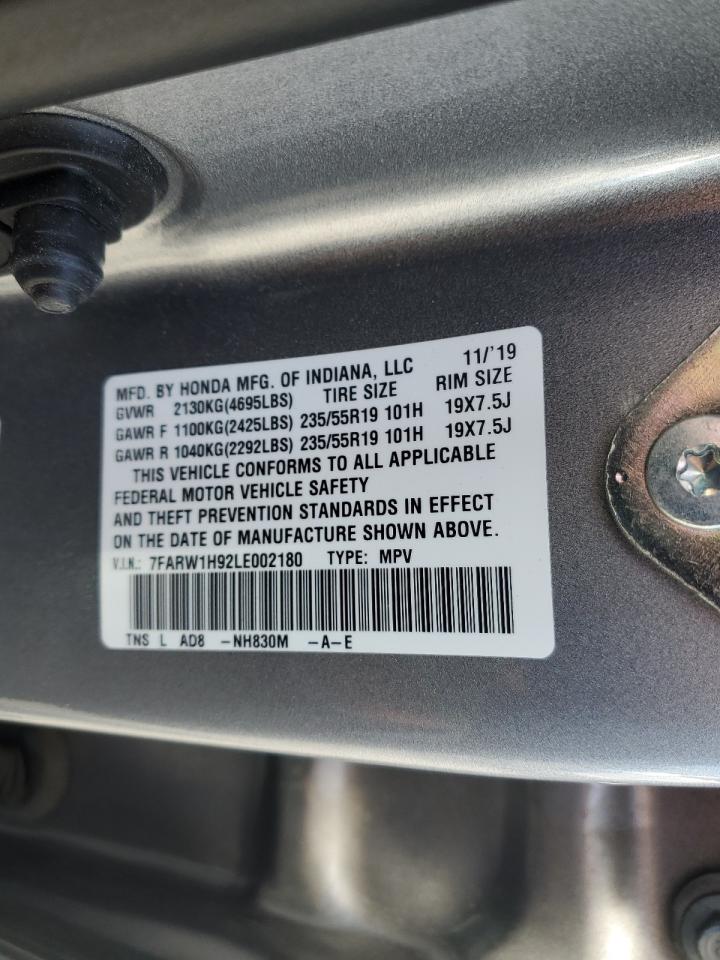 MFD. BY HONDA MFG. OF INDIANA, LLC 11/'19
GVWR 2130KG(4695LBS) TIRE SIZE RIM SIZE
GAWR F 1100KG(2425LBS) 235/55R19 101H 19X7.5J
GAWR R 1040KG(2292LBS) 235/55R19 101H 19X7.5J
THIS VEHICLE CONFORMS TO ALL APPLICABLE
FEDERAL MOTOR VEHICLE SAFETY
AND THEFT PREVENTION STANDARDS IN EFFECT
ON THE DATE OF MANUFACTURE SHOWN ABOVE.
V.I.N.: 7FARW1H92LE002180 TYPE: MPV
TNS L AD8 -NH830M -A-E